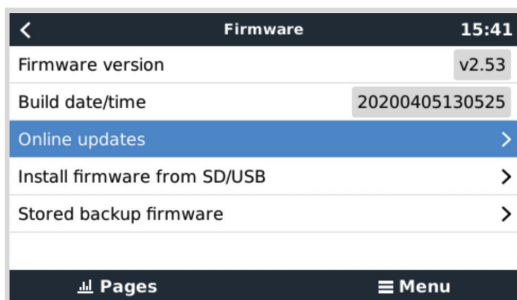 Firmware 15:41
Firmware version v2.53
Build date/time 20200405130525
Online updates
Install firmware from SD/USB
Stored backup firmware
Pages Menu